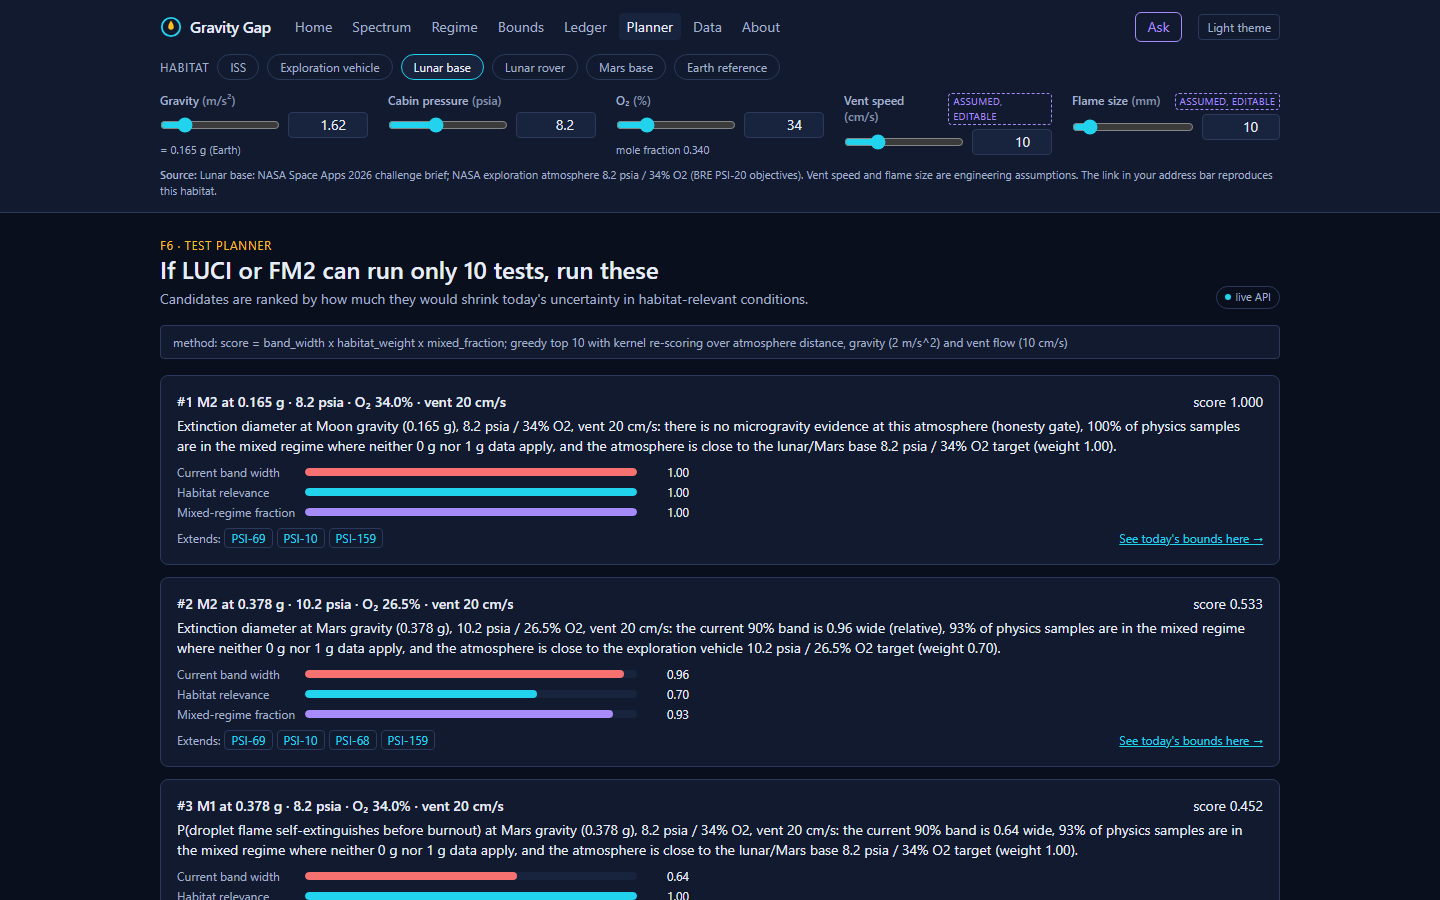 Gravity Gap Home Spectrum Regime Bounds Ledger Planner Data About Ask Light theme
HABITAT ISS Exploration vehicle Lunar base Lunar rover Mars base Earth reference
Gravity (m/s²) Cabin pressure (psia) O₂ (%) Vent speed (cm/s) ASSUMED, EDITABLE Flame size (mm) ASSUMED, EDITABLE
1.62 8.2 34 10 10
= 0.165 g (Earth) mole fraction 0.340
Source: Lunar base: NASA Space Apps 2026 challenge brief; NASA exploration atmosphere 8.2 psia / 34% O2 (BRE PSI-20 objectives). Vent speed and flame size are engineering assumptions. The link in your address bar reproduces
this habitat.
F6 · TEST PLANNER
If LUCI or FM2 can run only 10 tests, run these
Candidates are ranked by how much they would shrink today's uncertainty in habitat-relevant conditions.
live API
method: score = band_width x habitat_weight x mixed_fraction; greedy top 10 with kernel re-scoring over atmosphere distance, gravity (2 m/s^2) and vent flow (10 cm/s)
#1 M2 at 0.165 g · 8.2 psia · O₂ 34.0% · vent 20 cm/s score 1.000
Extinction diameter at Moon gravity (0.165 g), 8.2 psia / 34% O2, vent 20 cm/s: there is no microgravity evidence at this atmosphere (honesty gate), 100% of physics samples
are in the mixed regime where neither 0 g nor 1 g data apply, and the atmosphere is close to the lunar/Mars base 8.2 psia / 34% O2 target (weight 1.00).
Current band width 1.00
Habitat relevance 1.00
Mixed-regime fraction 1.00
Extends: PSI-69 PSI-10 PSI-159 See today's bounds here →
#2 M2 at 0.378 g · 10.2 psia · O₂ 26.5% · vent 20 cm/s score 0.533
Extinction diameter at Mars gravity (0.378 g), 10.2 psia / 26.5% O2, vent 20 cm/s: the current 90% band is 0.96 wide (relative), 93% of physics samples are in the mixed regime
where neither 0 g nor 1 g data apply, and the atmosphere is close to the exploration vehicle 10.2 psia / 26.5% O2 target (weight 0.70).
Current band width 0.96
Habitat relevance 0.70
Mixed-regime fraction 0.93
Extends: PSI-69 PSI-10 PSI-68 PSI-159 See today's bounds here →
#3 M1 at 0.378 g · 8.2 psia · O₂ 34.0% · vent 20 cm/s score 0.452
P(droplet flame self-extinguishes before burnout) at Mars gravity (0.378 g), 8.2 psia / 34% O2, vent 20 cm/s: the current 90% band is 0.64 wide, 93% of physics samples are in
the mixed regime where neither 0 g nor 1 g data apply, and the atmosphere is close to the lunar/Mars base 8.2 psia / 34% O2 target (weight 1.00).
Current band width 0.64
Habitat relevance 1.00